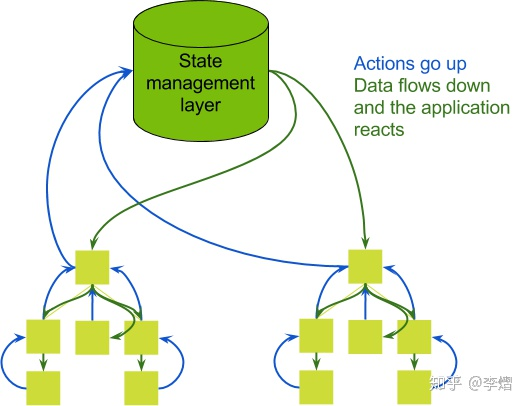 State
management
layer
Actions go up
Data flows down
and the application
reacts
知乎 @李熠